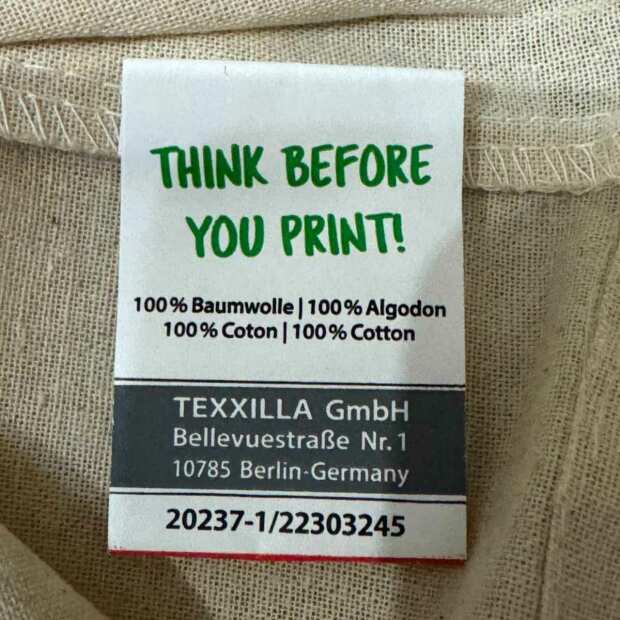 THINK BEFORE
YOU PRINT!
100% Baumwolle | 100% Algodon
100% Coton | 100% Cotton
TEXXILLA GmbH
Bellevuestraße Nr. 1
10785 Berlin-Germany
20237-1/22303245